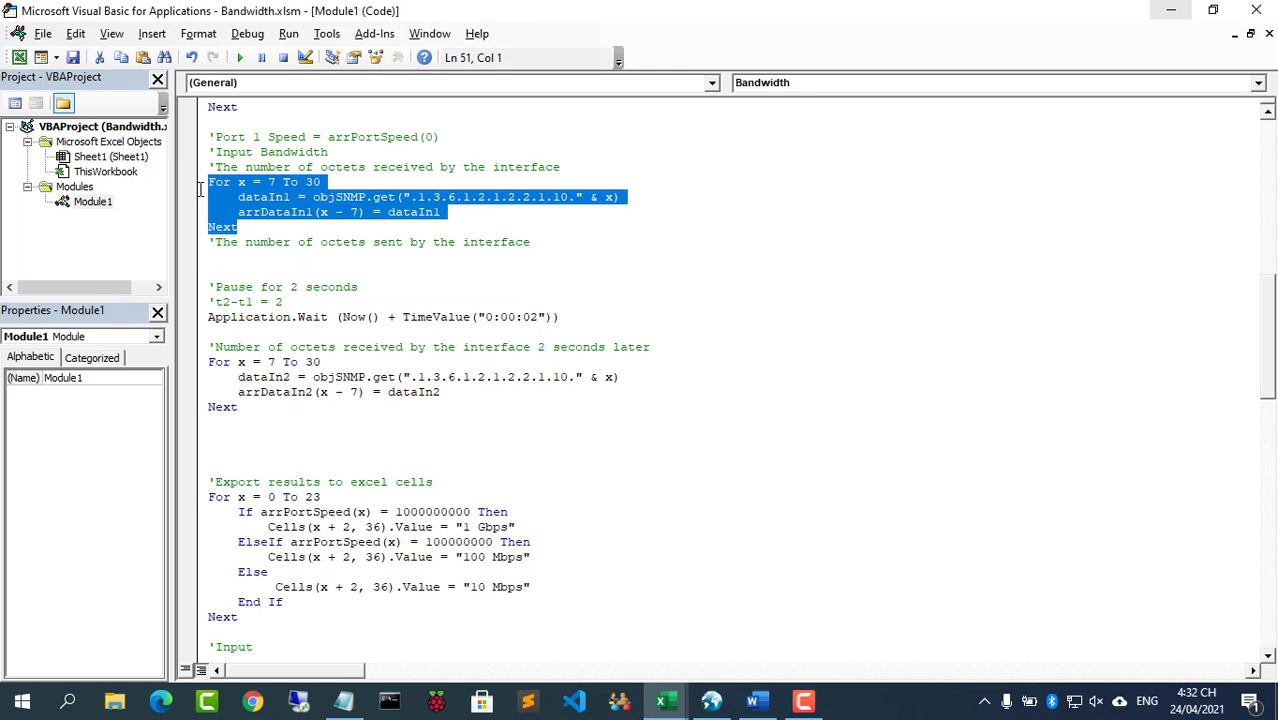 Microsoft Visual Basic for Applications - Bandwidth.xlsm - [Module1 (Code)]
File Edit View Insert Format Debug Run Tools Add-Ins Window Help
Ln 51, Col 1
Project - VBAProject
(General)
Bandwidth
VBAProject (Bandwidth.x
Microsoft Excel Objects
Sheet1 (Sheet1)
ThisWorkbook
Modules
Module1
Properties - Module1
Module1 Module
Alphabetic Categorized
(Name) Module1
Next
'Port 1 Speed = arrPortSpeed(0)
'Input Bandwidth
'The number of octets received by the interface
For x = 7 To 30
dataIn1 = objSNMP.get(".1.3.6.1.2.1.2.2.1.10." & x)
arrDataIn1(x - 7) = dataIn1
Next
'The number of octets sent by the interface
'Pause for 2 seconds
't2-t1 = 2
Application.Wait (Now() + TimeValue("0:00:02"))
'Number of octets received by the interface 2 seconds later
For x = 7 To 30
dataIn2 = objSNMP.get(".1.3.6.1.2.1.2.2.1.10." & x)
arrDataIn2(x - 7) = dataIn2
Next
'Export results to excel cells
For x = 0 To 23
If arrPortSpeed(x) = 1000000000 Then
Cells(x + 2, 36).Value = "1 Gbps"
ElseIf arrPortSpeed(x) = 100000000 Then
Cells(x + 2, 36).Value = "100 Mbps"
Else
Cells(x + 2, 36).Value = "10 Mbps"
End If
Next
'Input
ENG
4:32 CH
24/04/2021